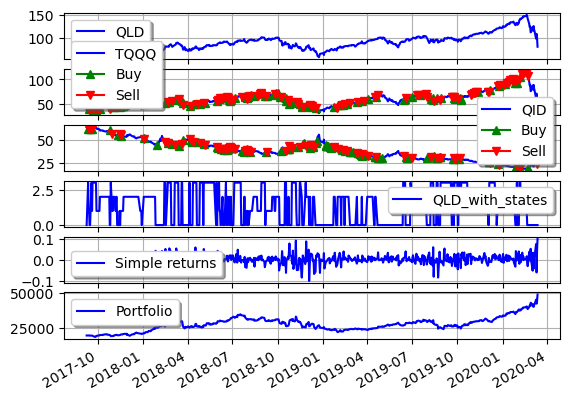 150
100
QLD
TQQQ
Buy
Sell
100
50
QID
Buy
Sell
50
25
2.5
0.0
QLD_with_states
0.1
0.0
−0.1
Simple returns
50000
25000
Portfolio
2017-10 2018-01 2018-04 2018-07 2018-10 2019-01 2019-04 2019-07 2019-10 2020-01 2020-04